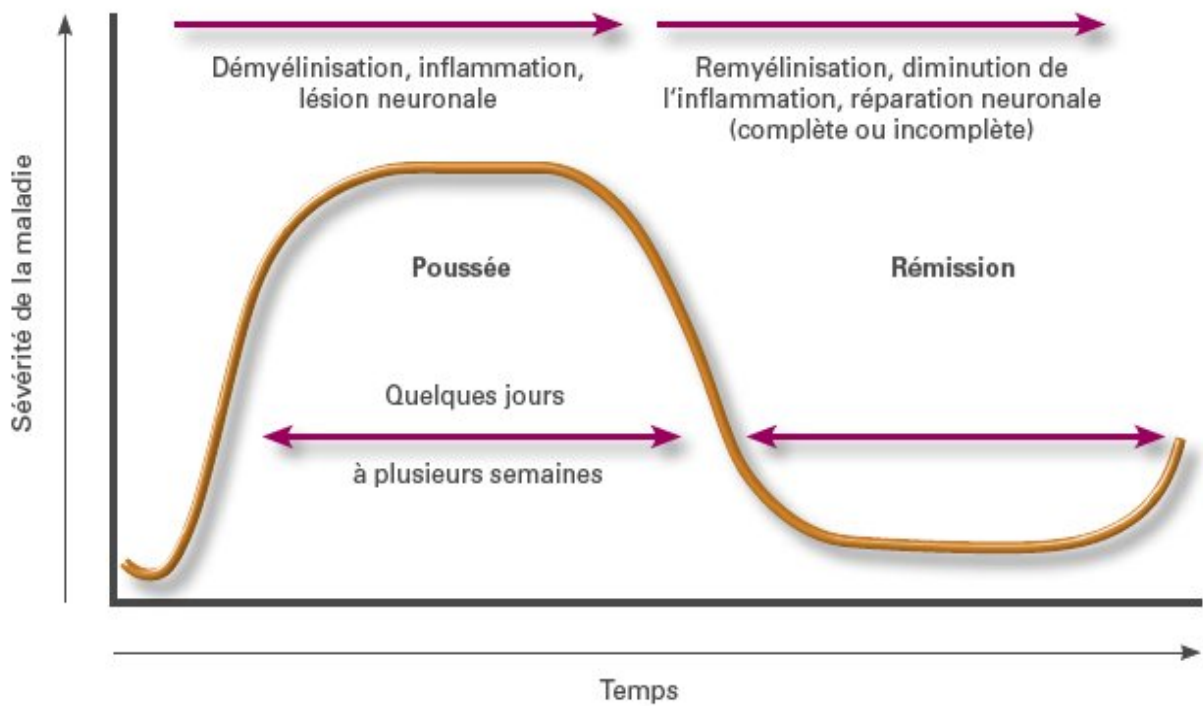 Démyélinisation, inflammation,
lésion neuronale
Remyélinisation, diminution de
l'inflammation, réparation neuronale
(complète ou incomplète)
Sévérité de la maladie
Poussée
Rémission
Quelques jours
à plusieurs semaines
Temps